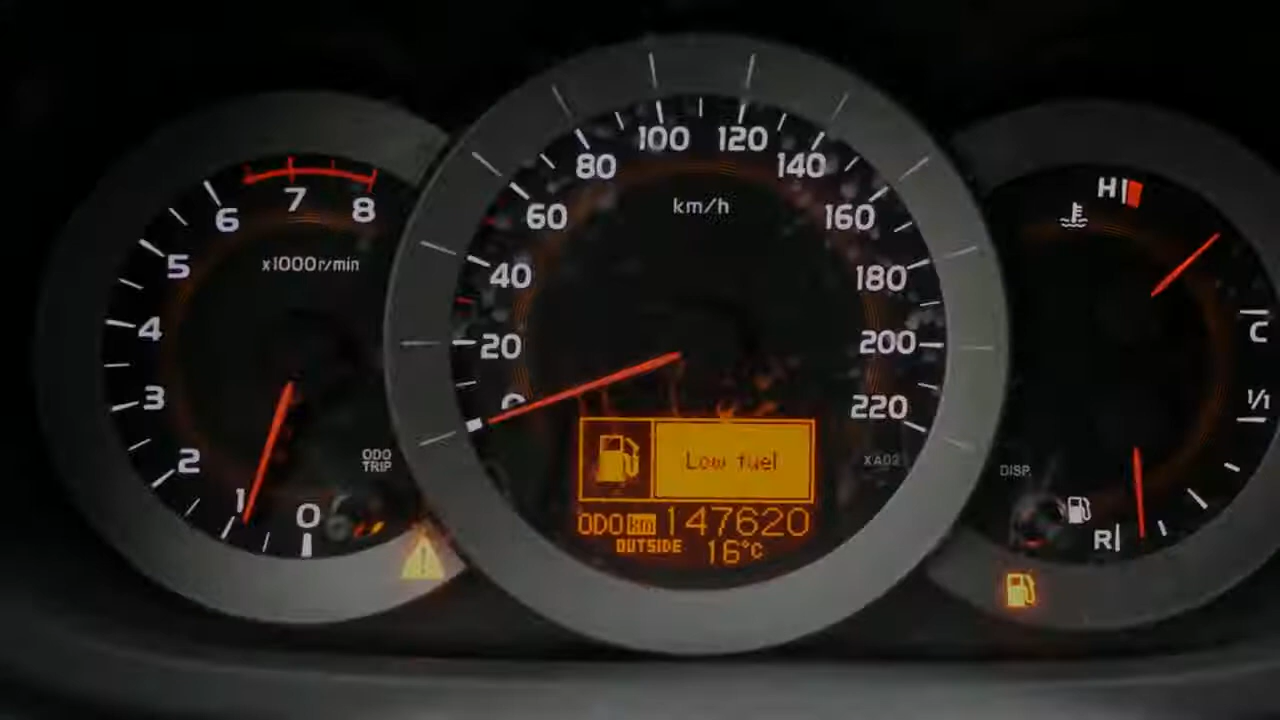 8
7
6
5
4
3
2
1
0
x1000r/min
ODO
TRIP
0
20
40
60
80
100
120
140
160
180
200
220
km/h
Low fuel
ODO km 147620
OUTSIDE 16°C
H
C
1/1
R
DISP.